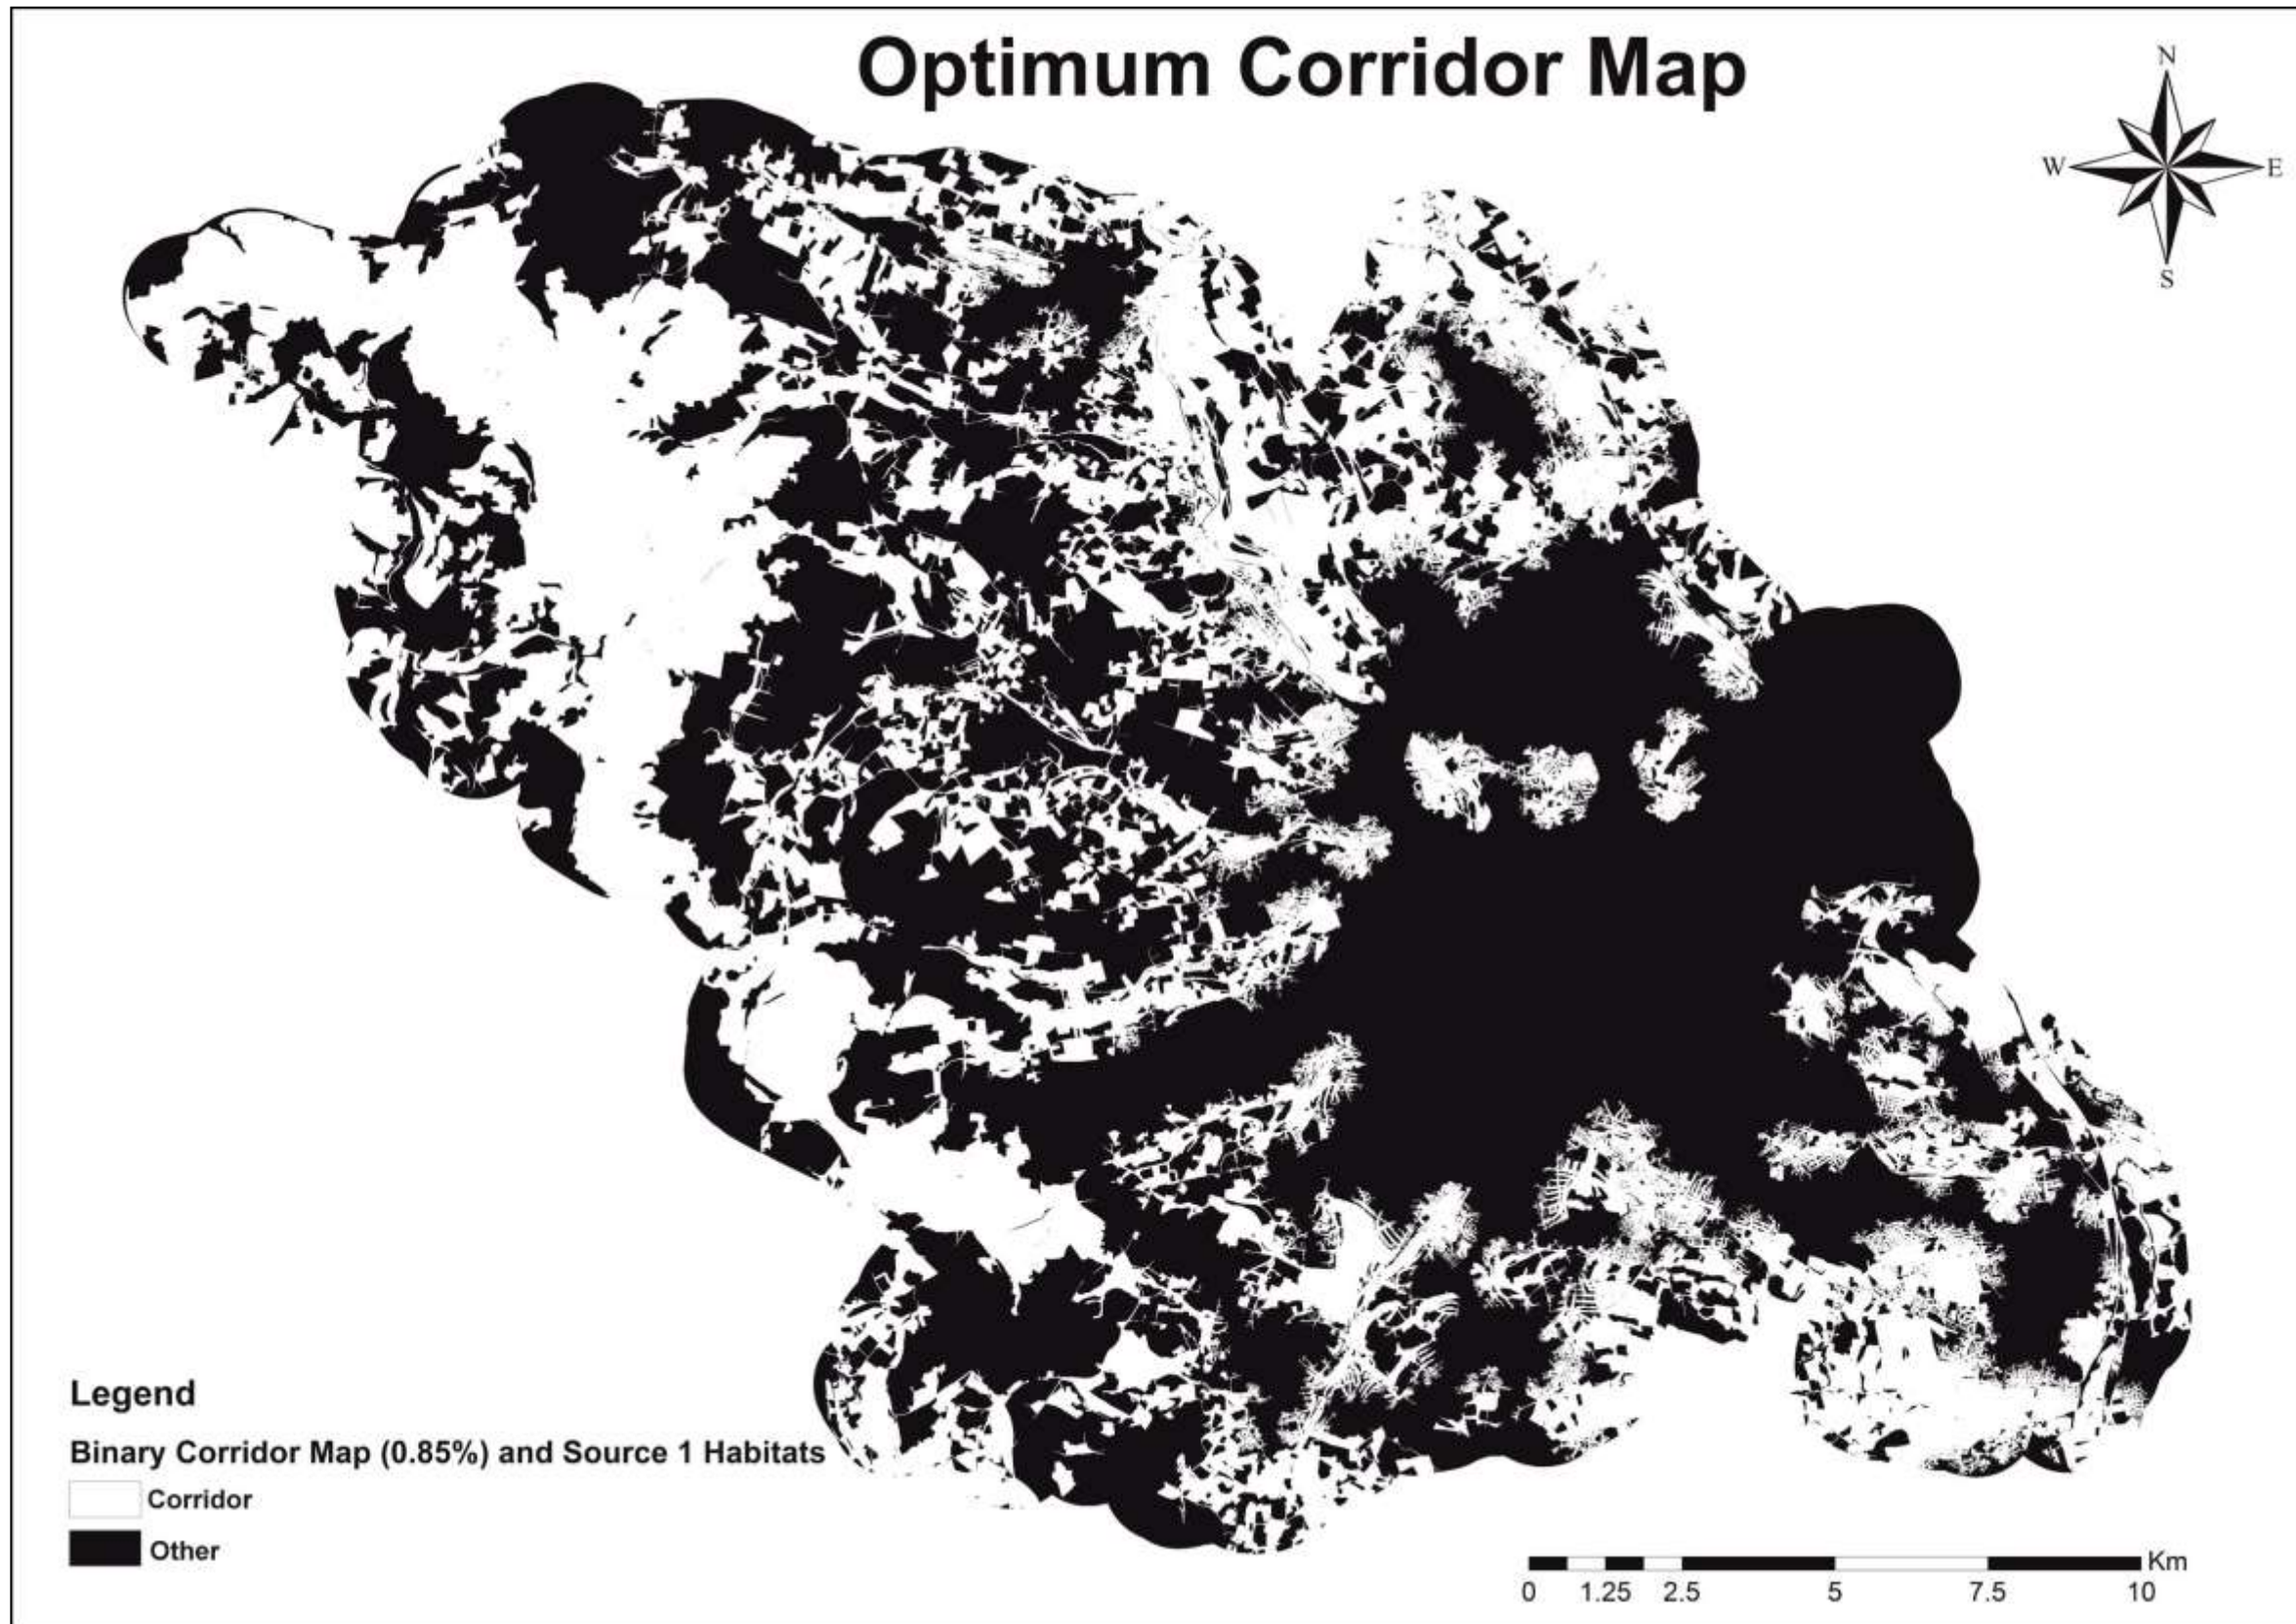 Optimum Corridor Map
N
W
E
S
Legend
Binary Corridor Map (0.85%) and Source 1 Habitats
Corridor
Other
Km
0 1.25 2.5 5 7.5 10